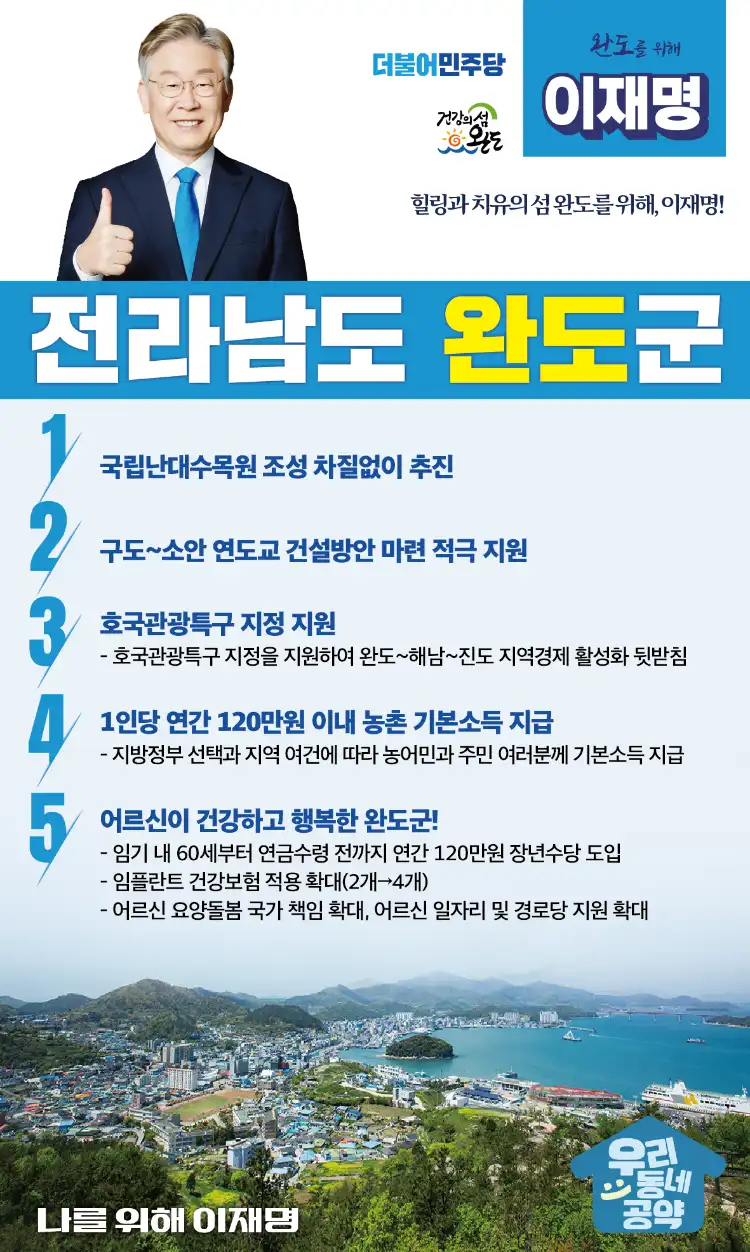 더불어민주당
건강의 섬
완도
완도를 위해
이재명
힐링과 치유의 섬 완도를 위해, 이재명!
전라남도 완도군
1
국립난대수목원 조성 차질없이 추진
2
구도~소안 연도교 건설방안 마련 적극 지원
3
호국관광특구 지정 지원
- 호국관광특구 지정을 지원하여 완도~해남~진도 지역경제 활성화 뒷받침
4
1인당 연간 120만원 이내 농촌 기본소득 지급
- 지방정부 선택과 지역 여건에 따라 농어민과 주민 여러분께 기본소득 지급
5
어르신이 건강하고 행복한 완도군!
- 임기 내 60세부터 연금수령 전까지 연간 120만원 장년수당 도입
- 임플란트 건강보험 적용 확대(2개→4개)
- 어르신 요양돌봄 국가 책임 확대, 어르신 일자리 및 경로당 지원 확대
나를 위해 이재명
우리
동네
공약